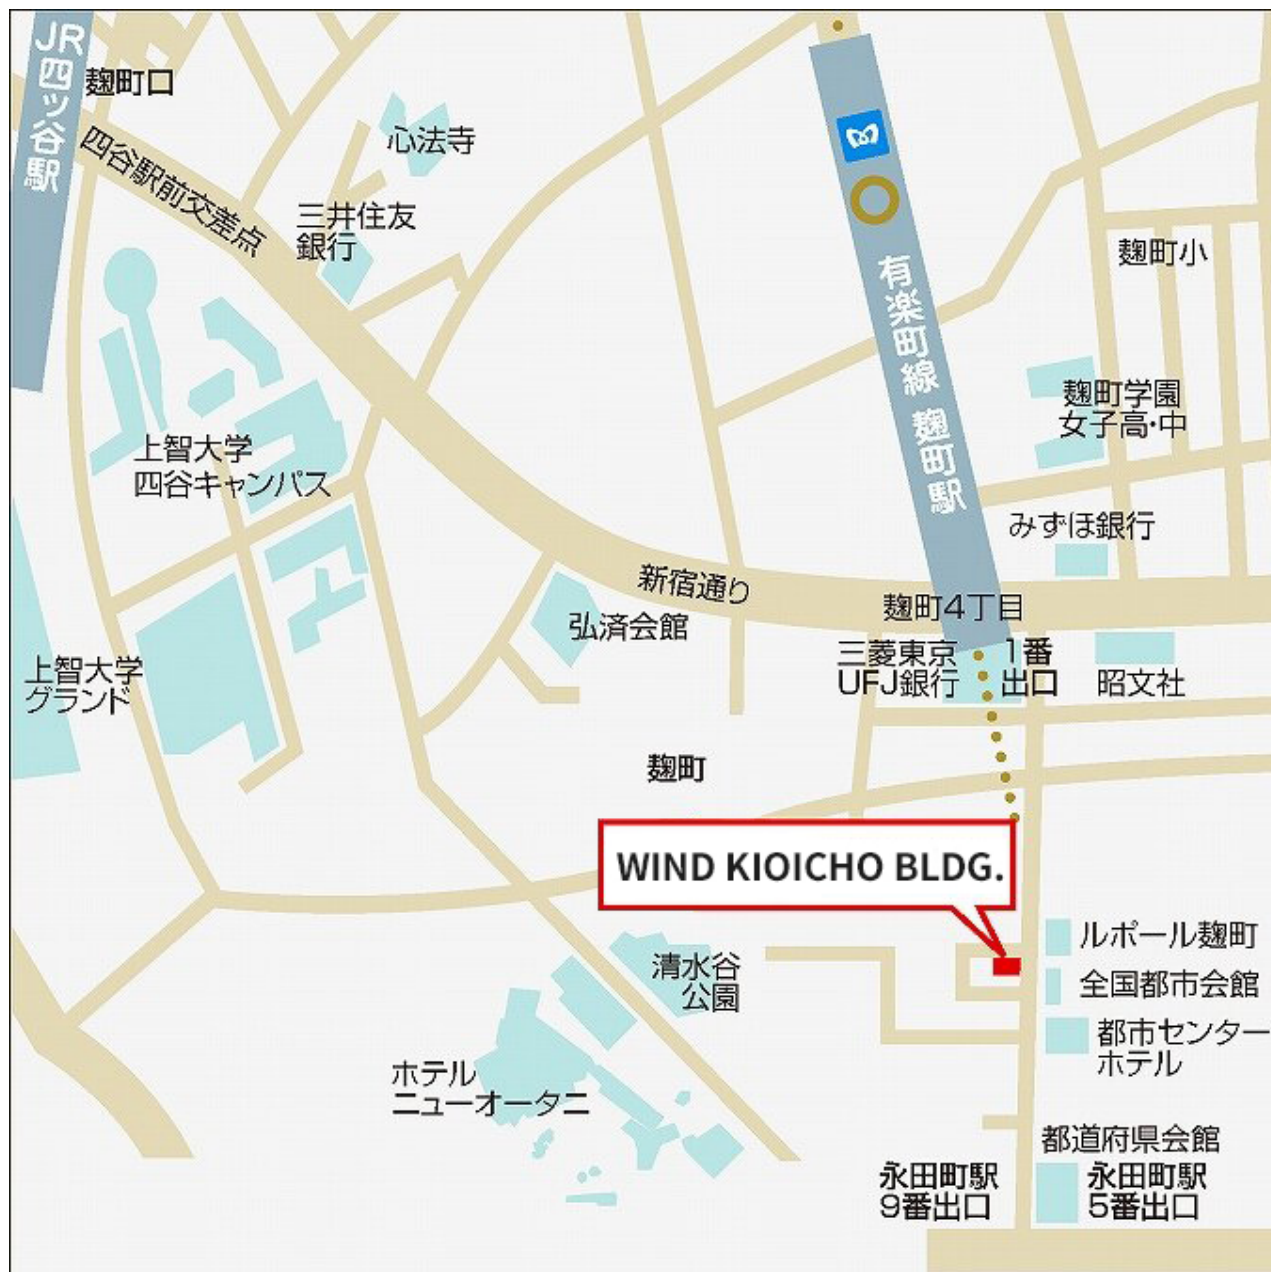 JR四ツ谷駅
麹町口
四谷駅前交差点
心法寺
三井住友
銀行
有楽町線 麹町駅
麹町小
麹町学園
女子高・中
上智大学
四谷キャンパス
みずほ銀行
新宿通り
麹町4丁目
弘済会館
三菱東京
UFJ銀行
1番
出口
昭文社
上智大学
グランド
麹町
WIND KIOICHO BLDG.
ルポール麹町
清水谷
公園
全国都市会館
都市センター
ホテル
ホテル
ニューオータニ
都道府県会館
永田町駅
9番出口
永田町駅
5番出口